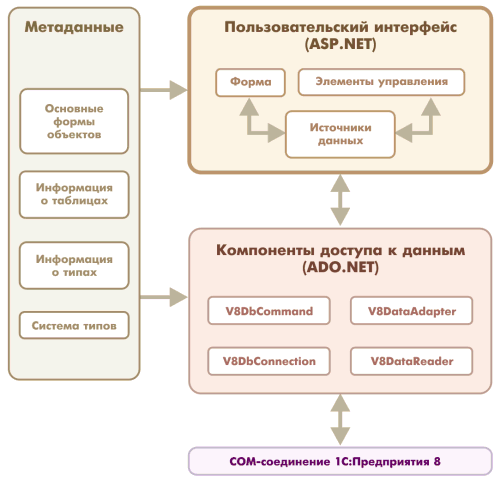 Метаданные
Основные
формы
объектов
Информация
о таблицах
Информация
о типах
Система типов
Пользовательский интерфейс
(ASP.NET)
Форма
Элементы управления
Источники
данных
Компоненты доступа к данным
(ADO.NET)
V8DbCommand
V8DataAdapter
V8DbConnection
V8DataReader
COM-соединение 1С:Предприятия 8